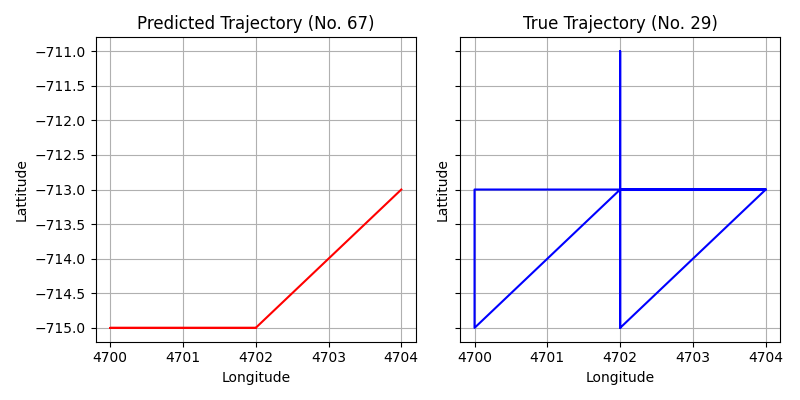 Predicted Trajectory (No. 67)
−711.0
−711.5
−712.0
−712.5
−713.0
−713.5
−714.0
−714.5
−715.0
Lattitude
4700 4701 4702 4703 4704
Longitude
True Trajectory (No. 29)
Lattitude
4700 4701 4702 4703 4704
Longitude